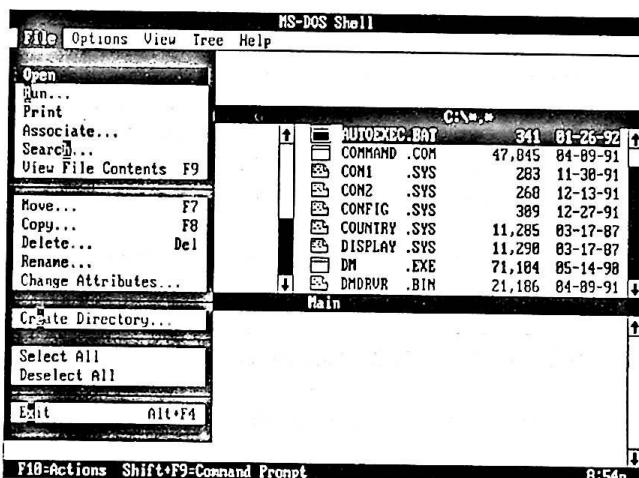 MS-DOS Shell
File Options View Tree Help
Open
Run...
Print
Associate...
Search...
View File Contents F9
Move... F7
Copy... F8
Delete... Del
Rename...
Change Attributes...
Create Directory...
Select All
Deselect All
Exit Alt+F4
C:\*.*
AUTOEXEC.BAT 341 01-26-92
COMMAND .COM 47,845 04-09-91
CON1 .SYS 283 11-30-91
CON2 .SYS 268 12-13-91
CONFIG .SYS 309 12-27-91
COUNTRY .SYS 11,285 03-17-87
DISPLAY .SYS 11,290 03-17-87
DM .EXE 71,104 05-14-90
DMDRVR .BIN 21,186 04-09-91
Main
F10=Actions Shift+F9=Command Prompt 8:54p